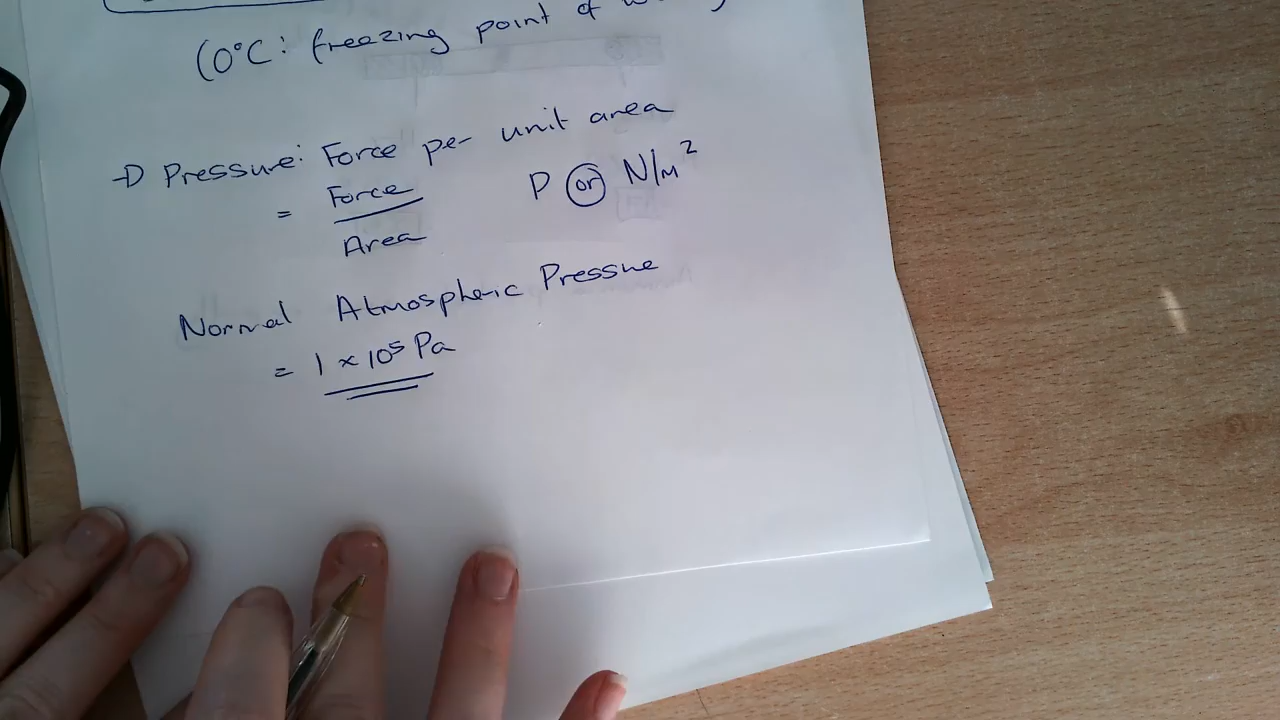 (0°C: freezing point of
→ Pressure: Force per unit area
= Force / Area P or N/m²
Normal Atmospheric Pressure
= 1 × 10⁵ Pa